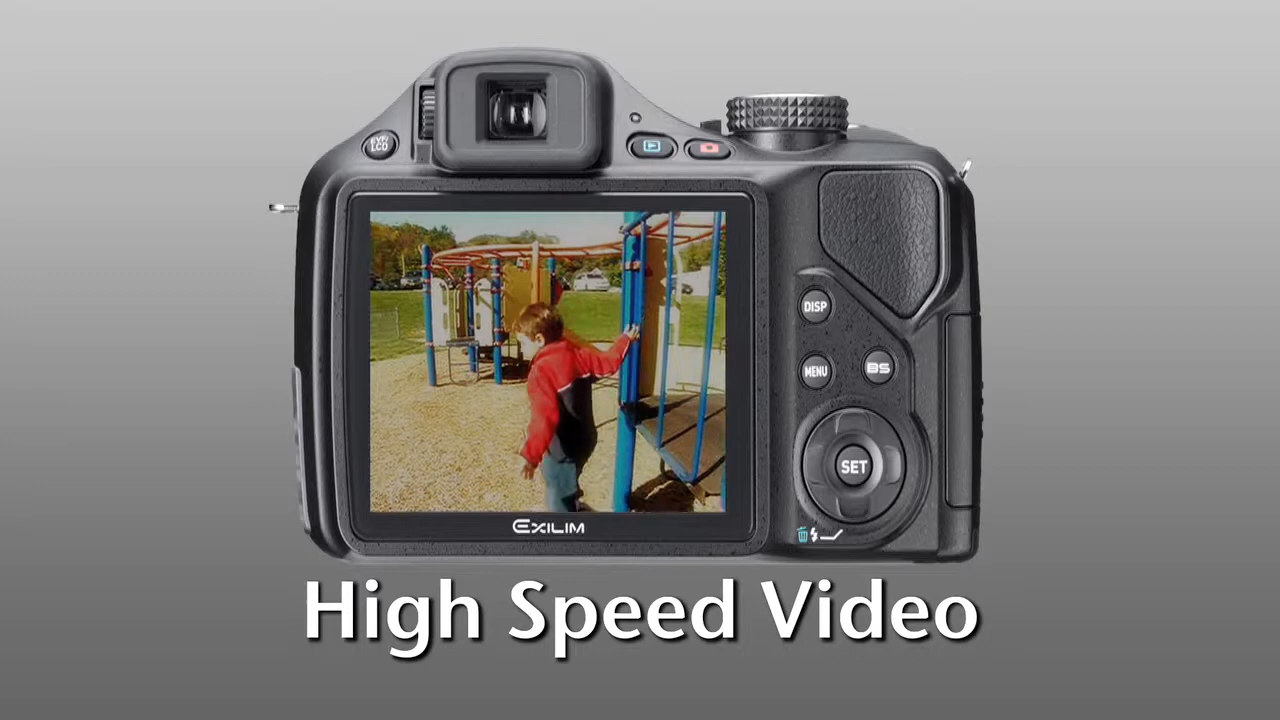 EVF/
LCD
DISP
MENU
BS
SET
EXILIM
High Speed Video